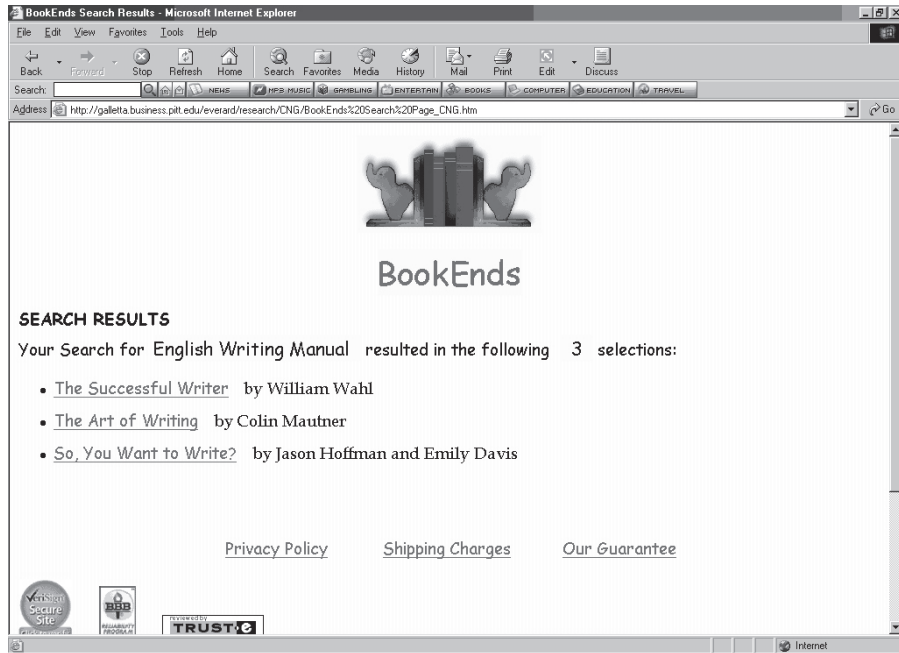 BookEnds Search Results - Microsoft Internet Explorer
File Edit View Favorites Tools Help
Back Forward Stop Refresh Home Search Favorites Media History Mail Print Edit Discuss
Search: NEWS MP3 MUSIC GAMBLING ENTERTAIN BOOKS COMPUTER EDUCATION TRAVEL
Address http://galletta.business.pitt.edu/everard/research/CNG/BookEnds%20Search%20Page_CNG.htm Go
BookEnds
SEARCH RESULTS
Your Search for English Writing Manual resulted in the following 3 selections:
• The Successful Writer by William Wahl
• The Art of Writing by Colin Mautner
• So, You Want to Write? by Jason Hoffman and Emily Davis
Privacy Policy Shipping Charges Our Guarantee
VeriSign
Secure
Site
BBB
RELIABILITY
PROGRAM
reviewed by
TRUST·e
Internet